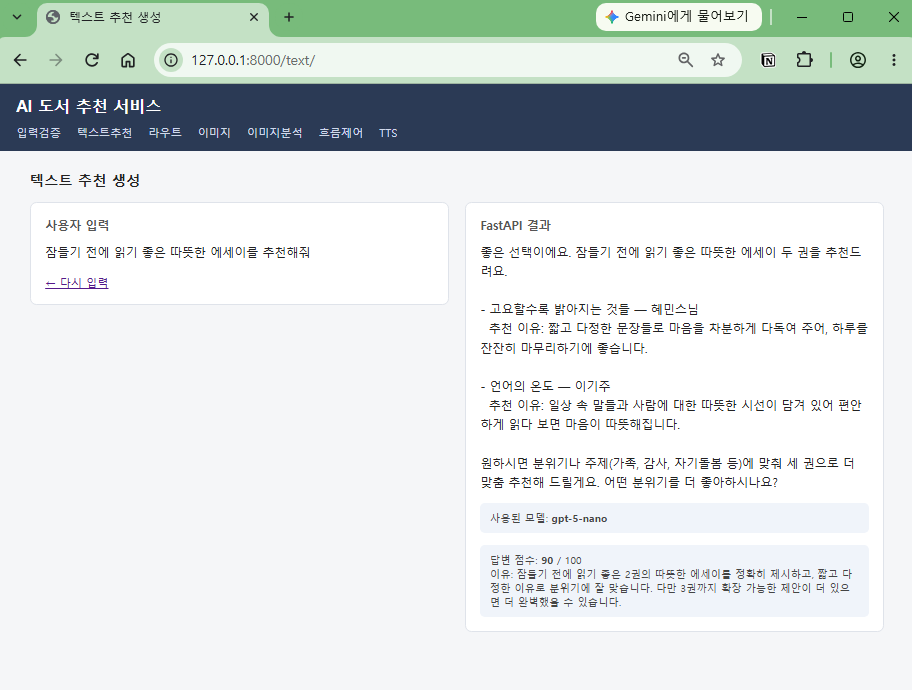 텍스트 추천 생성
Gemini에게 물어보기
127.0.0.1:8000/text/
AI 도서 추천 서비스
입력검증 텍스트추천 라우트 이미지 이미지분석 흐름제어 TTS
텍스트 추천 생성
사용자 입력
잠들기 전에 읽기 좋은 따뜻한 에세이를 추천해줘
← 다시 입력
FastAPI 결과
좋은 선택이에요. 잠들기 전에 읽기 좋은 따뜻한 에세이 두 권을 추천드
려요.
- 고요할수록 밝아지는 것들 — 혜민스님
추천 이유: 짧고 다정한 문장들로 마음을 차분하게 다독여 주어, 하루를
잔잔히 마무리하기에 좋습니다.
- 언어의 온도 — 이기주
추천 이유: 일상 속 말들과 사람에 대한 따뜻한 시선이 담겨 있어 편안
하게 읽다 보면 마음이 따뜻해집니다.
원하시면 분위기나 주제(가족, 감사, 자기돌봄 등)에 맞춰 세 권으로 더
맞춤 추천해 드릴게요. 어떤 분위기를 더 좋아하시나요?
사용된 모델: gpt-5-nano
답변 점수: 90 / 100
이유: 잠들기 전에 읽기 좋은 2권의 따뜻한 에세이를 정확히 제시하고, 짧고 다
정한 이유로 분위기에 잘 맞습니다. 다만 3권까지 확장 가능한 제안이 더 있으
면 더 완벽했을 수 있습니다.